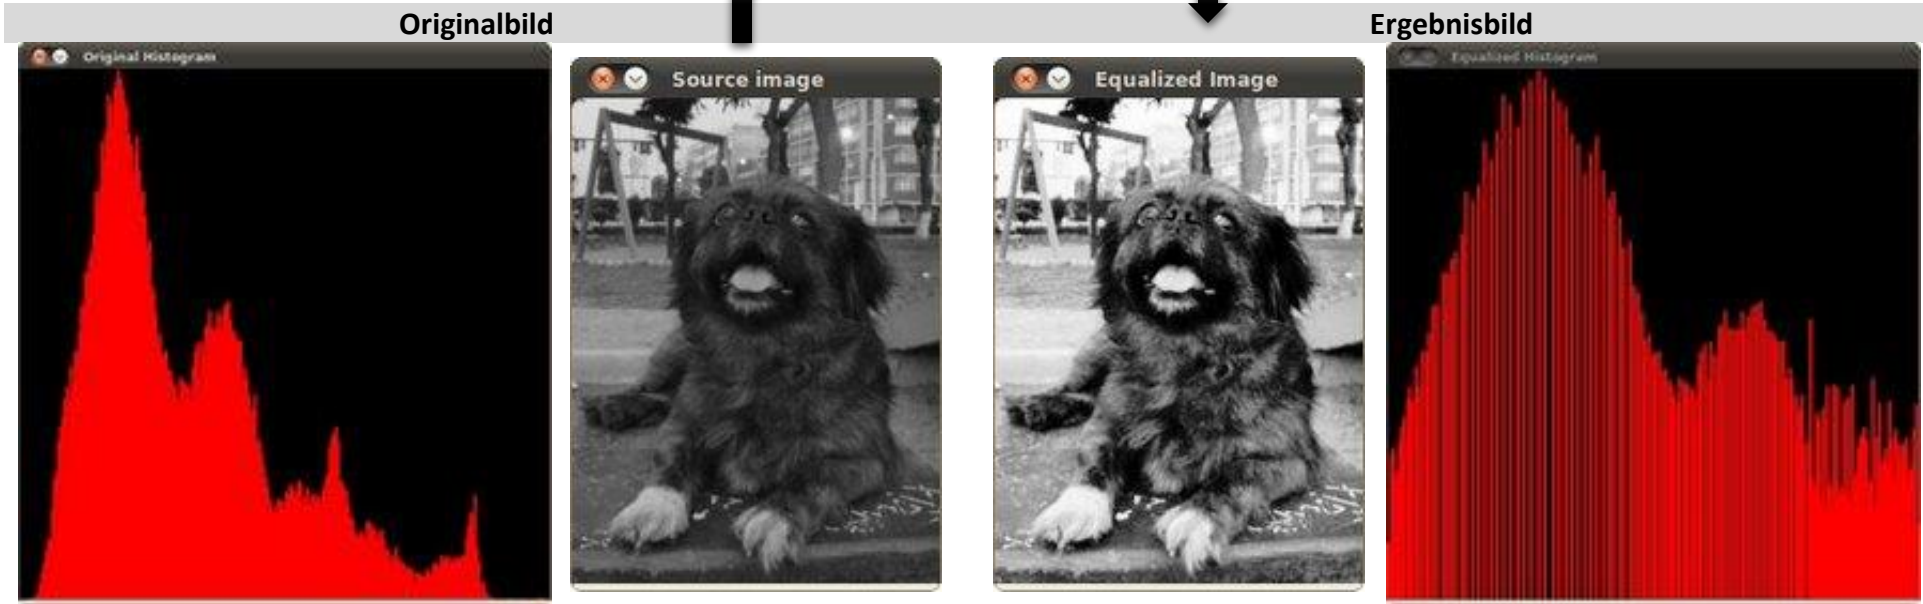 Originalbild
Ergebnisbild
Original Histogram
Source image
Equalized Image
Equalized Histogram